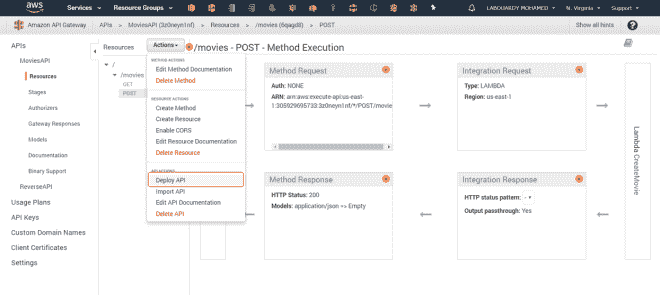 aws
Services
Resource Groups
LABOUARDY MOHAMED
N. Virginia
Support
Amazon API Gateway
APIs > MoviesAPI (3z0neyn1nf) > Resources > /movies (6qagd8) > POST
Show all hints
APIs
MoviesAPI
Resources
Stages
Authorizers
Gateway Responses
Models
Documentation
Binary Support
ReverseAPI
Usage Plans
API Keys
Custom Domain Names
Client Certificates
Settings
Resources
/
/movies
GET
POST
Actions
METHOD ACTIONS
Edit Method Documentation
Delete Method
RESOURCE ACTIONS
Create Method
Create Resource
Enable CORS
Edit Resource Documentation
Delete Resource
Deploy API
Import API
Edit API Documentation
Delete API
/movies - POST - Method Execution
Method Request
Auth: NONE
ARN: arn:aws:execute-api:us-east-
1:305929695733:3z0neyn1nf/*/POST/movie
Integration Request
Type: LAMBDA
Region: us-east-1
Method Response
HTTP Status: 200
Models: application/json => Empty
Integration Response
HTTP status pattern: -
Output passthrough: Yes
Lambda CreateMovie